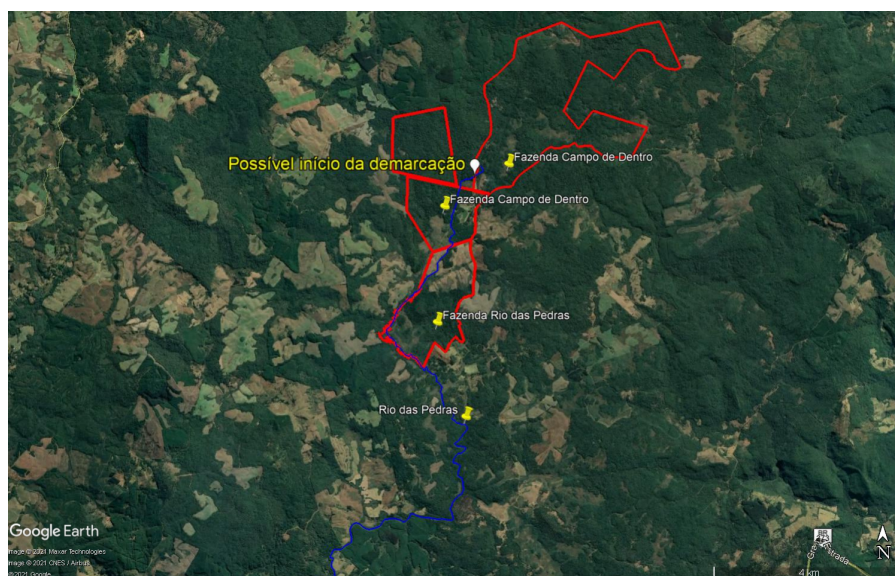 Possível início da demarcação
Fazenda Campo de Dentro
Fazenda Campo de Dentro
Fazenda Rio das Pedras
Rio das Pedras
Google Earth
Image © 2021 Maxar Technologies
Image © 2021 CNES / Airbus
© 2021 Google
Estrada
N
4 km